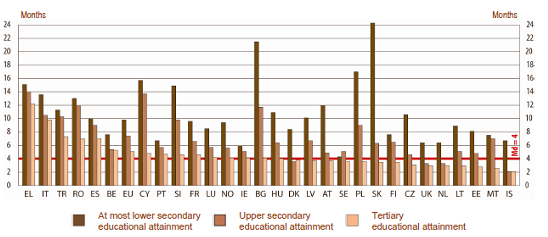 Months Months
24 24
22 22
20 20
18 18
16 16
14 14
12 12
10 10
8 8
6 6
4 4
2 2
0 0
Md = 4
EL IT TR RO ES BE EU CY PT SI FR LU NO IE BG HU DK LV AT SE PL SK FI CZ UK NL LT EE MT IS
At most lower secondary Upper secondary Tertiary
educational attainment educational attainment educational attainment